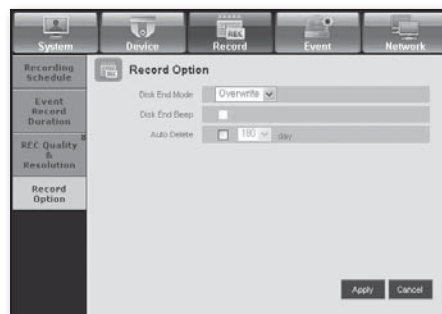 System Device Record Event Network
REC
Recording
Schedule
Event
Record
Duration
REC Quality
&
Resolution
Record
Option
Record Option
Disk End Mode Overwrite
Disk End Beep
Auto Delete 180 day
Apply Cancel